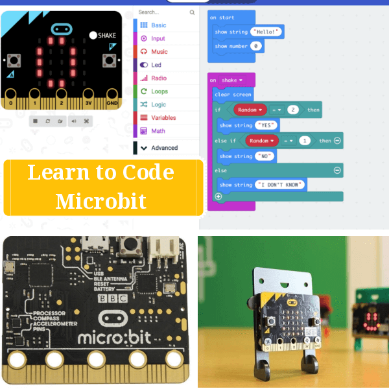 Search...
Basic
Input
Music
Led
Radio
Loops
Logic
Variables
Math
Advanced
SHAKE
0
1
2
3V
GND
on start
show string "Hello!"
show number 0
on shake
clear screen
if Random = 2 then
show string "YES"
else if Random = 1 then
show string "NO"
else
show string "I DON'T KNOW"
Learn to Code
Microbit
USB
BLE ANTENNA
RESET
BATTERY
BBC
micro:bit
PROCESSOR
COMPASS
ACCELEROMETER
PINS